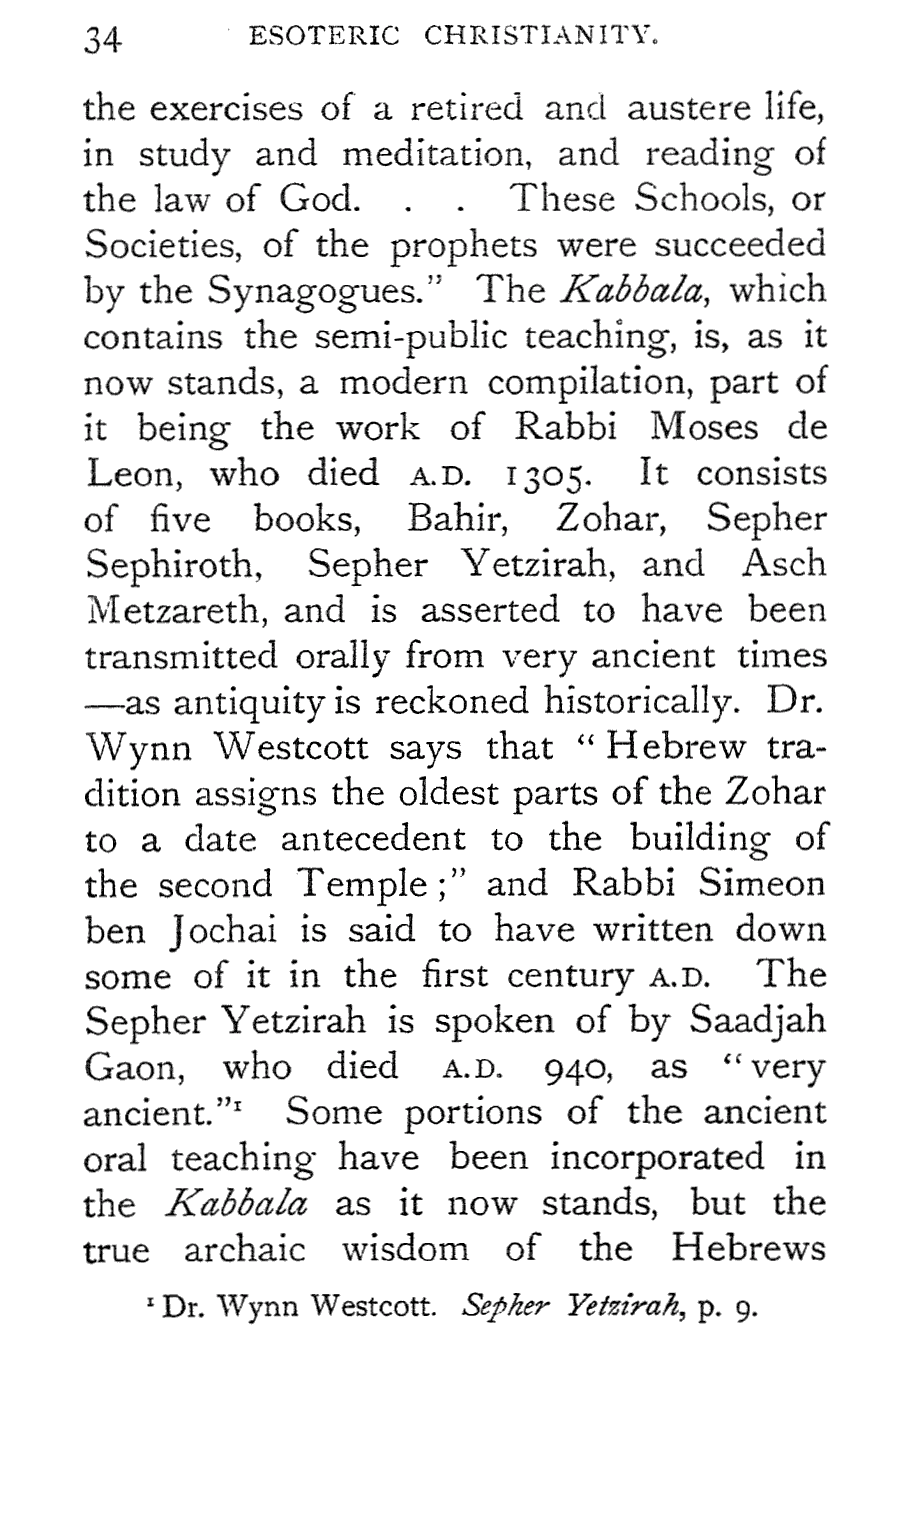 34 ESOTERIC CHRISTIANITY.
the exercises of a retired and austere life,
in study and meditation, and reading of
the law of God. . . These Schools, or
Societies, of the prophets were succeeded
by the Synagogues.” The Kabbala, which
contains the semi-public teaching, is, as it
now stands, a modern compilation, part of
it being the work of Rabbi Moses de
Leon, who died A.D. 1305. It consists
of five books, Bahir, Zohar, Sepher
Sephiroth, Sepher Yetzirah, and Asch
Metzareth, and is asserted to have been
transmitted orally from very ancient times
—as antiquity is reckoned historically. Dr.
Wynn Westcott says that “Hebrew tra-
dition assigns the oldest parts of the Zohar
to a date antecedent to the building of
the second Temple;” and Rabbi Simeon
ben Jochai is said to have written down
some of it in the first century A.D. The
Sepher Yetzirah is spoken of by Saadjah
Gaon, who died A.D. 940, as “very
ancient.”¹ Some portions of the ancient
oral teaching have been incorporated in
the Kabbala as it now stands, but the
true archaic wisdom of the Hebrews
¹ Dr. Wynn Westcott. Sepher Yetzirah, p. 9.